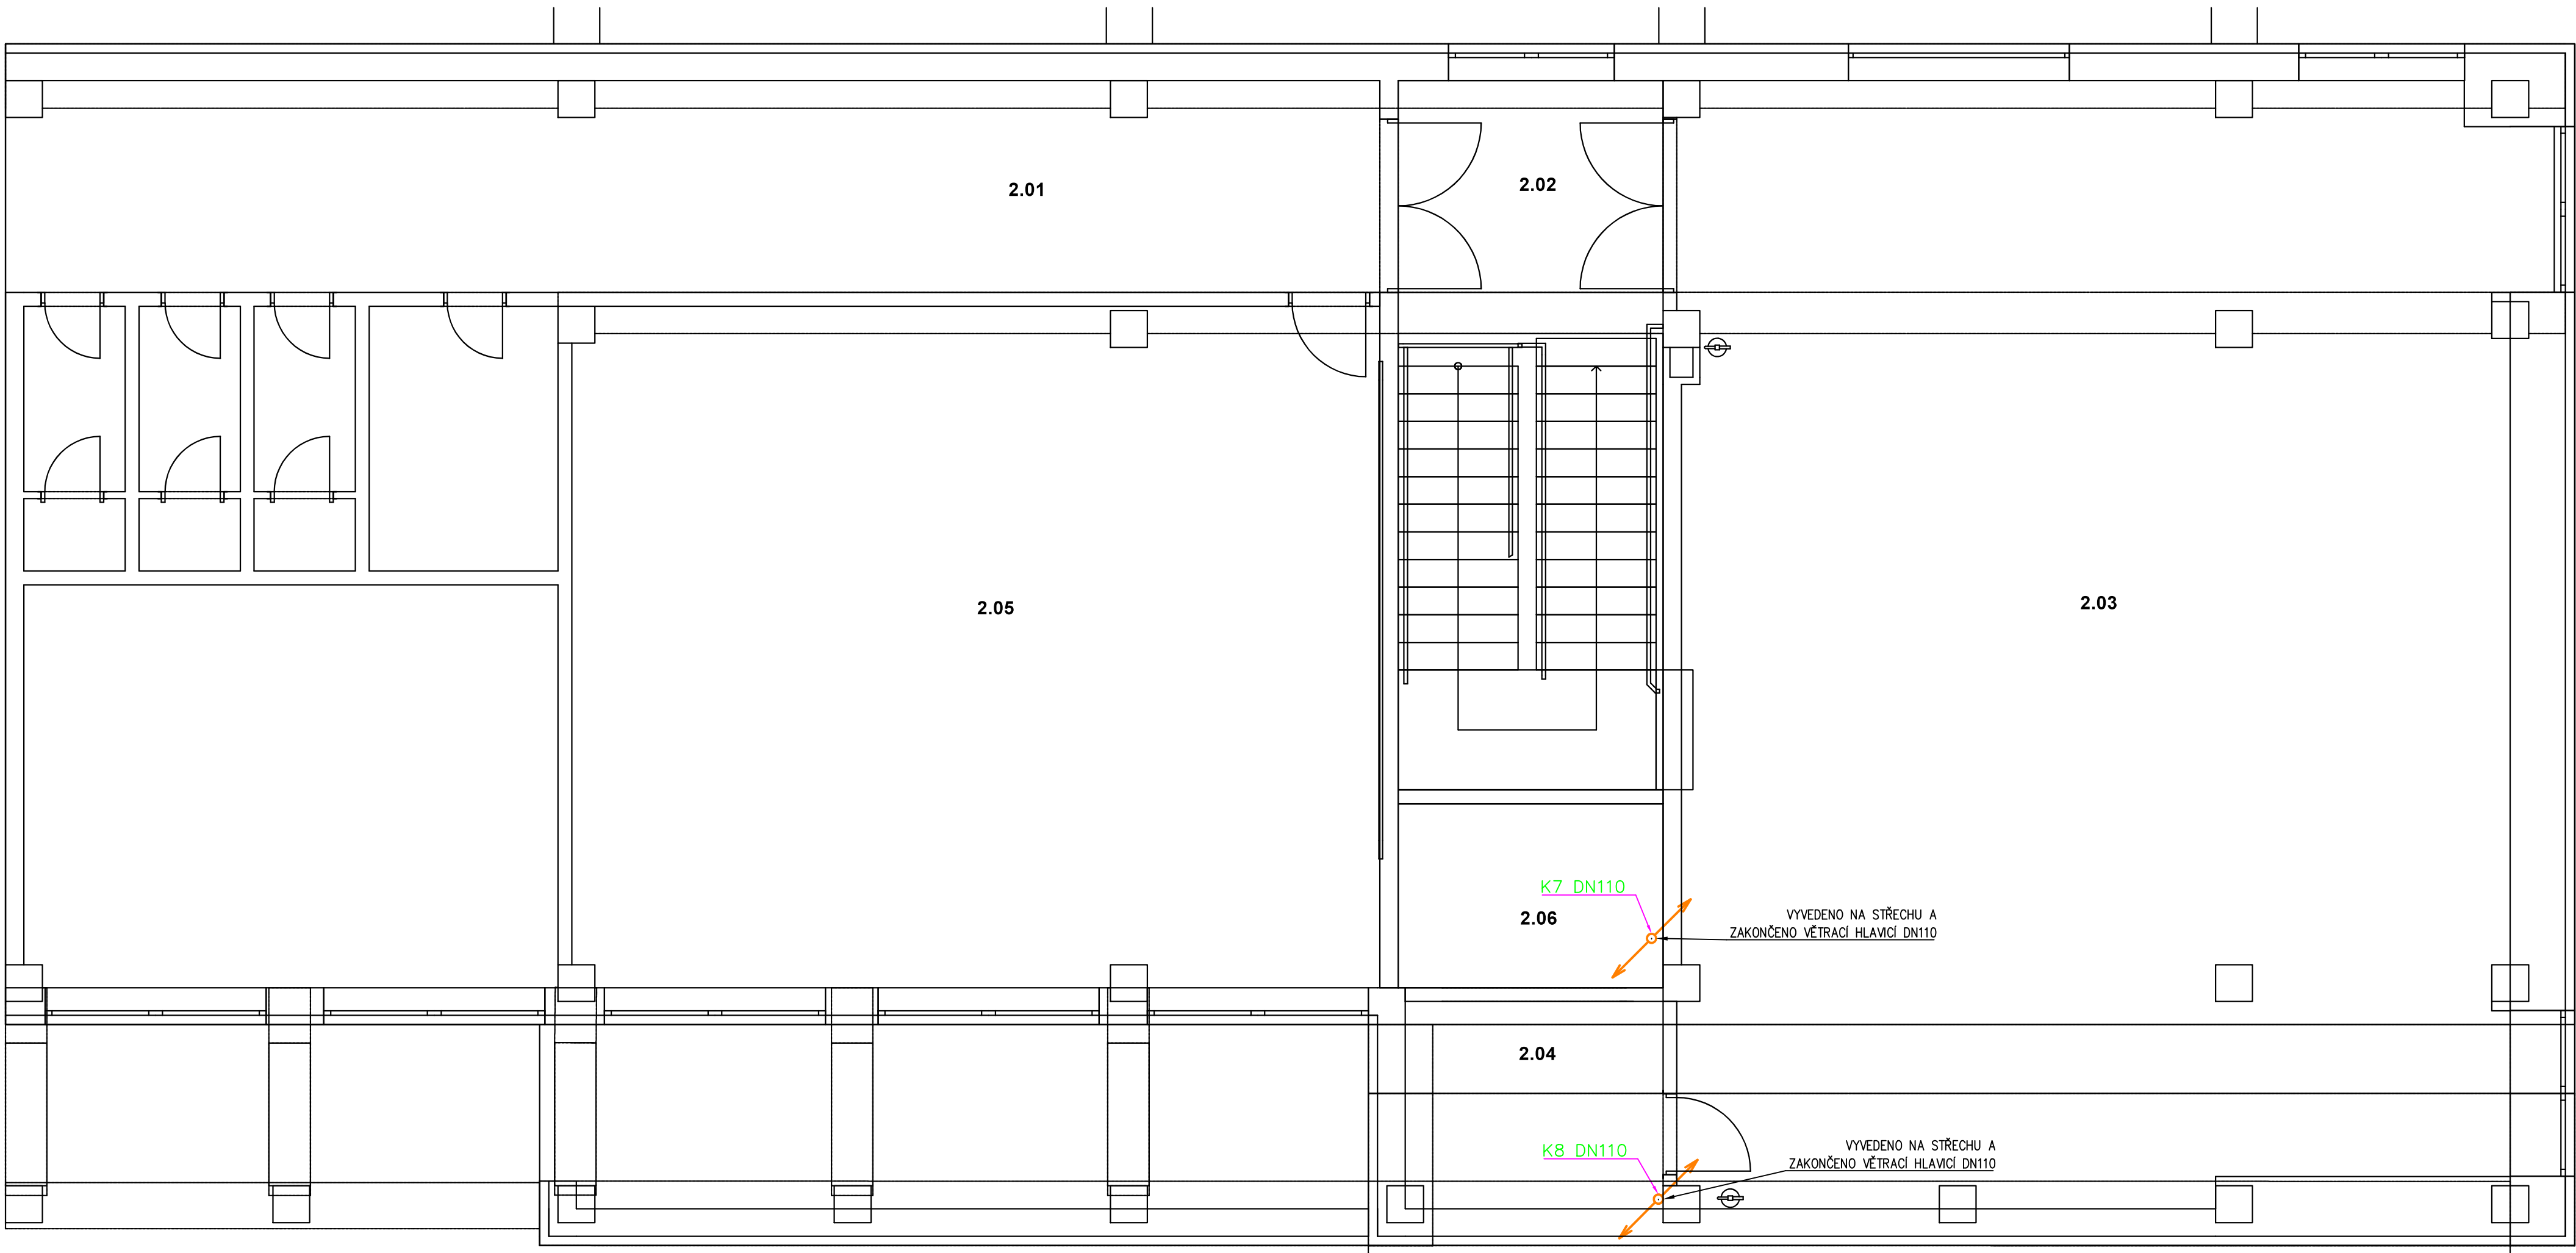 2.01
2.02
2.05
2.03
K7 DN110
2.06
VYVEDENO NA STŘECHU A
ZAKONČENO VĚTRACÍ HLAVICÍ DN110
2.04
K8 DN110
VYVEDENO NA STŘECHU A
ZAKONČENO VĚTRACÍ HLAVICÍ DN110